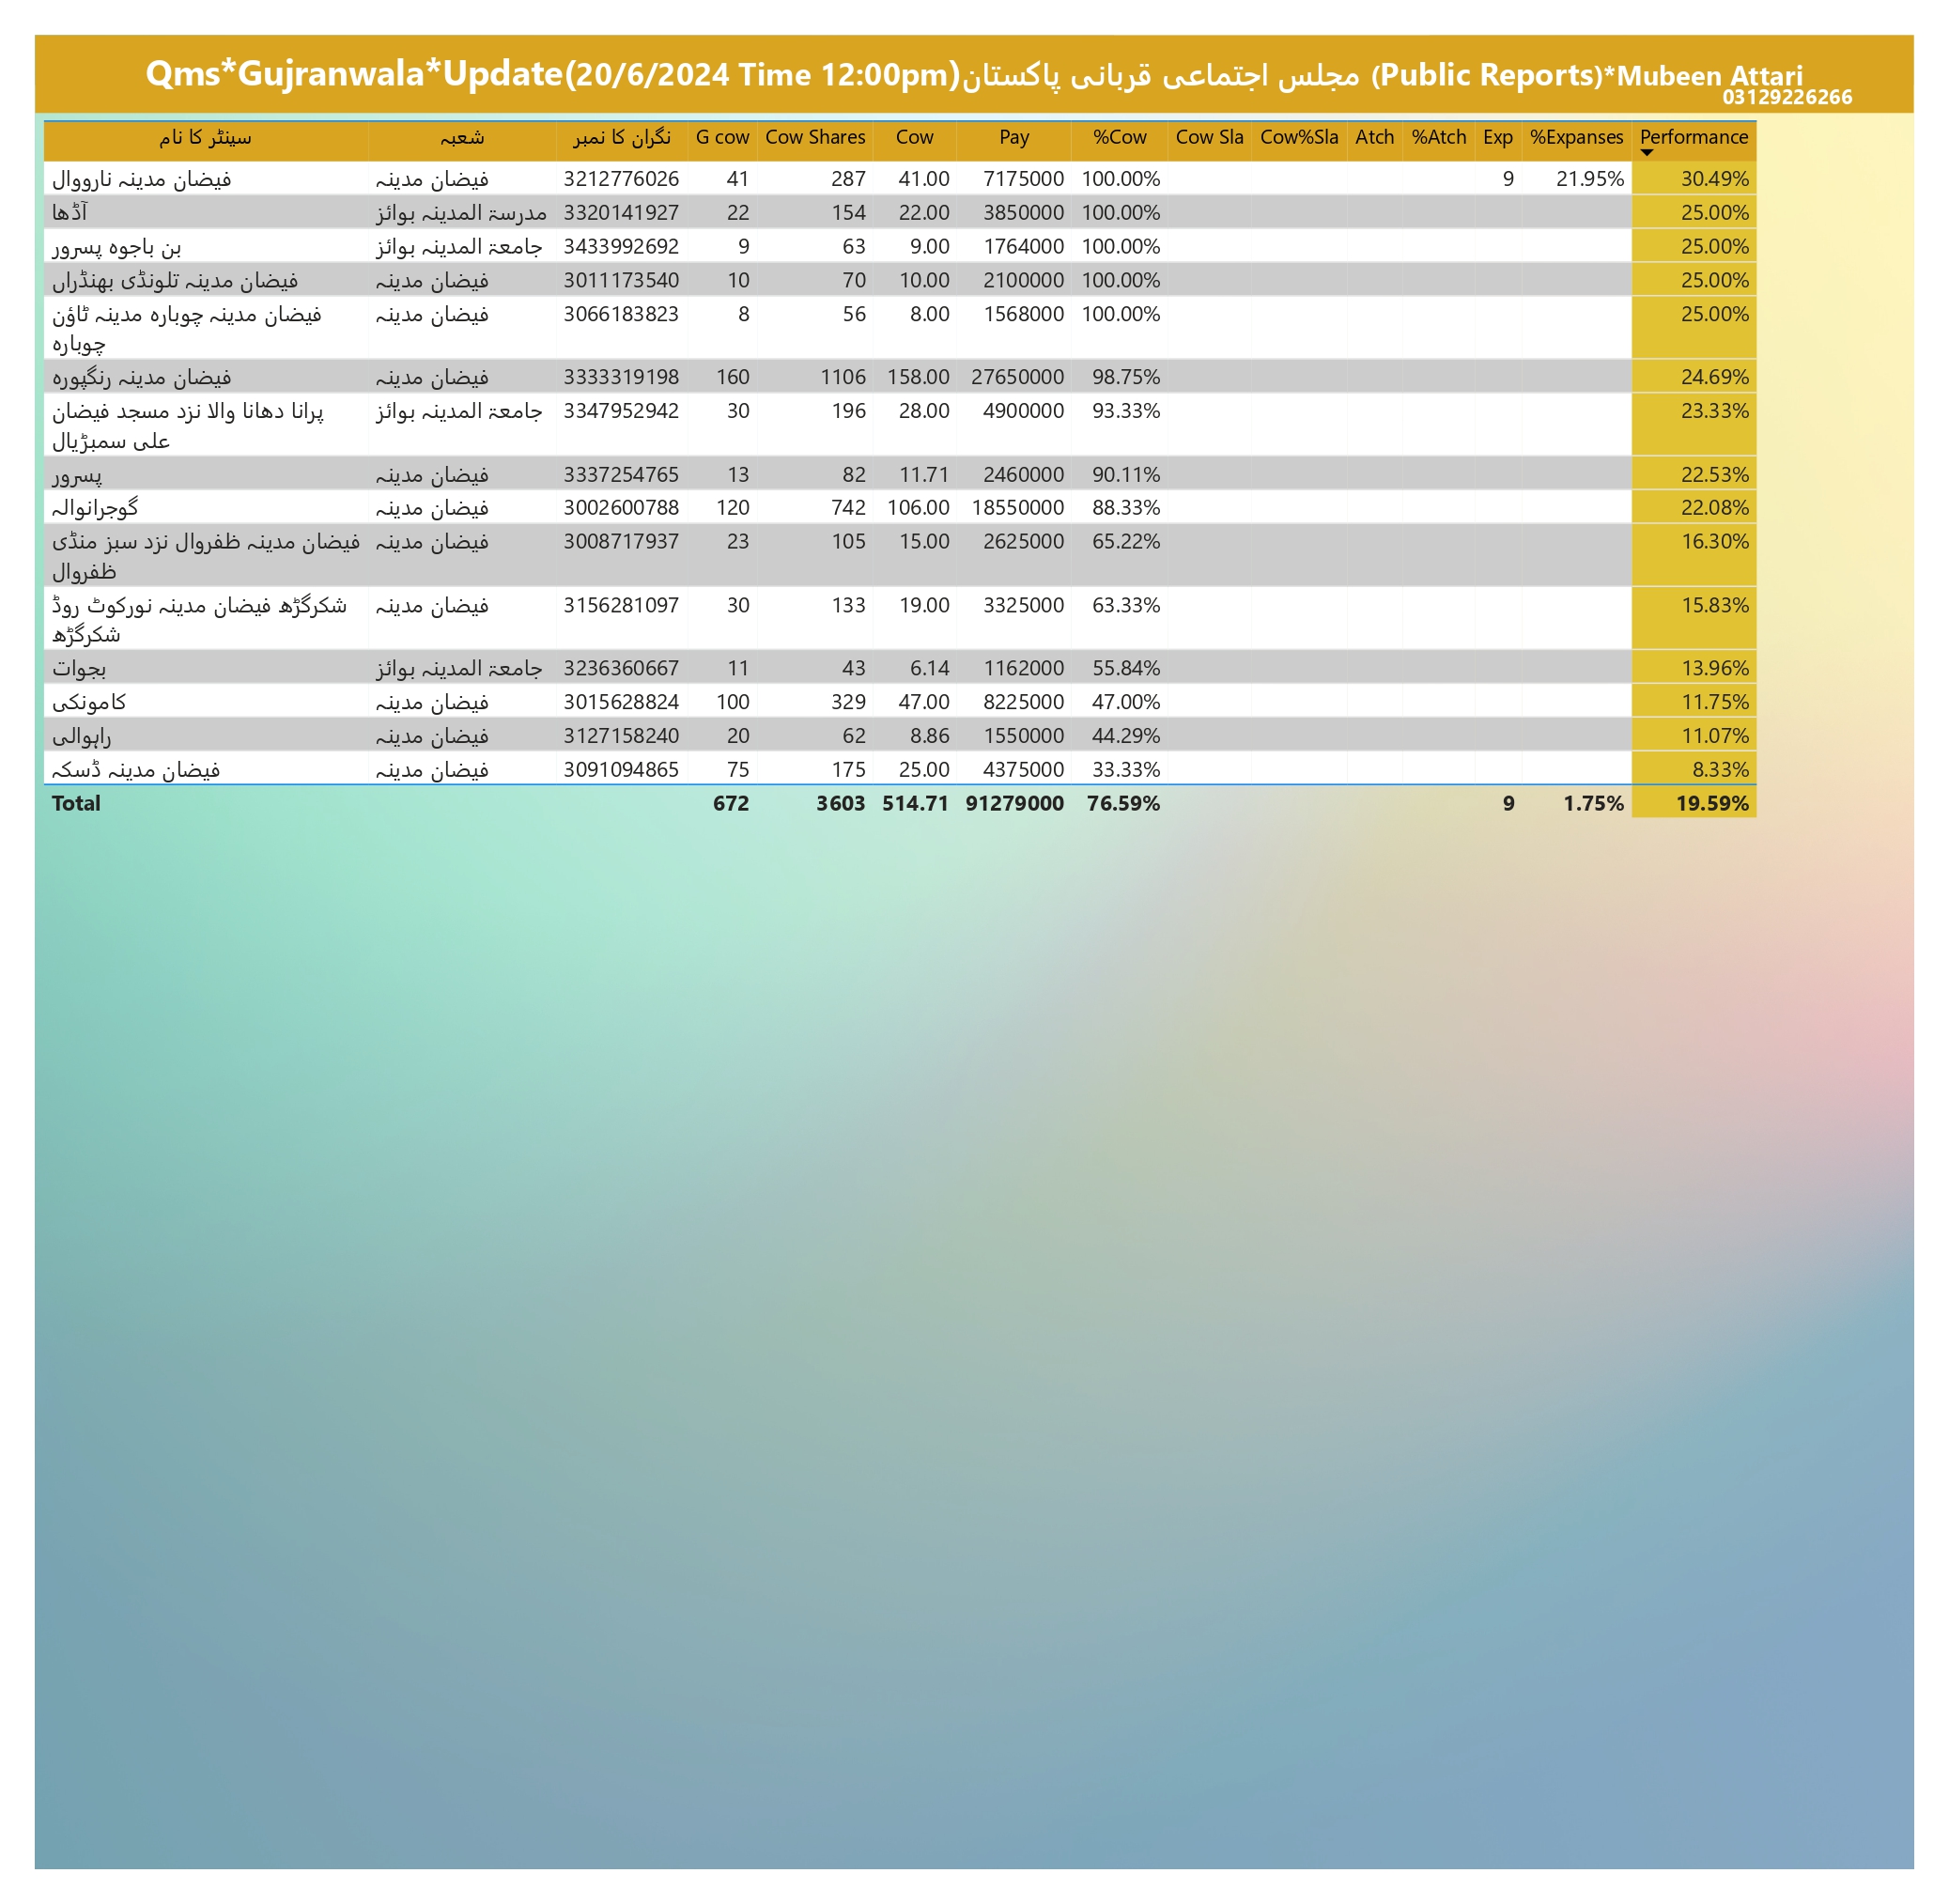 Qms*Gujranwala*Update(20/6/2024 Time 12:00pm)مجلس اجتماعی قربانی پاکستان (Public Reports)*Mubeen Attari
03129226266
سینٹر کا نام شعبہ نگران کا نمبر G cow Cow Shares Cow Pay %Cow Cow Sla Cow%Sla Atch %Atch Exp %Expanses Performance
فیضان مدینہ نارووال فیضان مدینہ 3212776026 41 287 41.00 7175000 100.00% 9 21.95% 30.49%
آڈھا مدرسۃ المدینہ بوائز 3320141927 22 154 22.00 3850000 100.00% 25.00%
بن باجوہ پسرور جامعۃ المدینہ بوائز 3433992692 9 63 9.00 1764000 100.00% 25.00%
فیضان مدینہ تلونڈی بھنڈراں فیضان مدینہ 3011173540 10 70 10.00 2100000 100.00% 25.00%
فیضان مدینہ چوبارہ مدینہ ٹاؤن فیضان مدینہ 3066183823 8 56 8.00 1568000 100.00% 25.00%
چوبارہ
فیضان مدینہ رنگپورہ فیضان مدینہ 3333319198 160 1106 158.00 27650000 98.75% 24.69%
پرانا دھانا والا نزد مسجد فیضان جامعۃ المدینہ بوائز 3347952942 30 196 28.00 4900000 93.33% 23.33%
علی سمبڑیال
پسرور فیضان مدینہ 3337254765 13 82 11.71 2460000 90.11% 22.53%
گوجرانوالہ فیضان مدینہ 3002600788 120 742 106.00 18550000 88.33% 22.08%
فیضان مدینہ ظفروال نزد سبز منڈی فیضان مدینہ 3008717937 23 105 15.00 2625000 65.22% 16.30%
ظفروال
شکرگڑھ فیضان مدینہ نورکوٹ روڈ فیضان مدینہ 3156281097 30 133 19.00 3325000 63.33% 15.83%
شکرگڑھ
بجوات جامعۃ المدینہ بوائز 3236360667 11 43 6.14 1162000 55.84% 13.96%
کامونکی فیضان مدینہ 3015628824 100 329 47.00 8225000 47.00% 11.75%
راہوالی فیضان مدینہ 3127158240 20 62 8.86 1550000 44.29% 11.07%
فیضان مدینہ ڈسکہ فیضان مدینہ 3091094865 75 175 25.00 4375000 33.33% 8.33%
Total 672 3603 514.71 91279000 76.59% 9 1.75% 19.59%